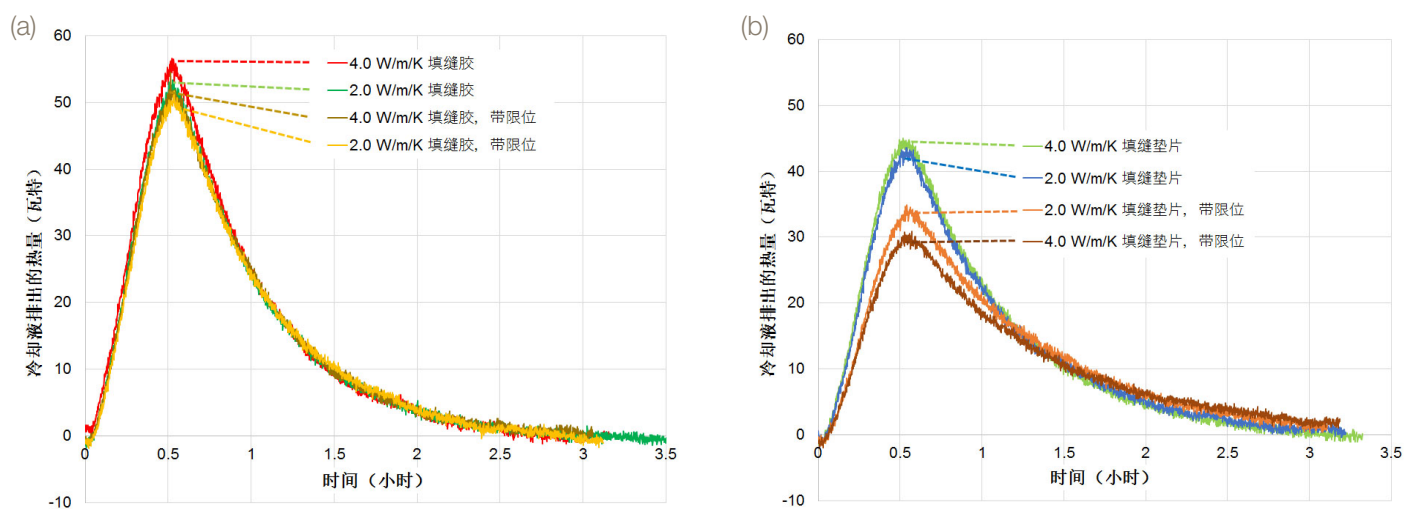 (a)
60
50
40
30
20
10
0
-10
冷却液排出的热量（瓦特）
4.0 W/m/K 填缝胶
2.0 W/m/K 填缝胶
4.0 W/m/K 填缝胶，带限位
2.0 W/m/K 填缝胶，带限位
0 0.5 1 1.5 2 2.5 3 3.5
时间（小时）
(b)
60
50
40
30
20
10
0
-10
冷却液排出的热量（瓦特）
4.0 W/m/K 填缝垫片
2.0 W/m/K 填缝垫片
2.0 W/m/K 填缝垫片，带限位
4.0 W/m/K 填缝垫片，带限位
0 0.5 1 1.5 2 2.5 3 3.5
时间（小时）